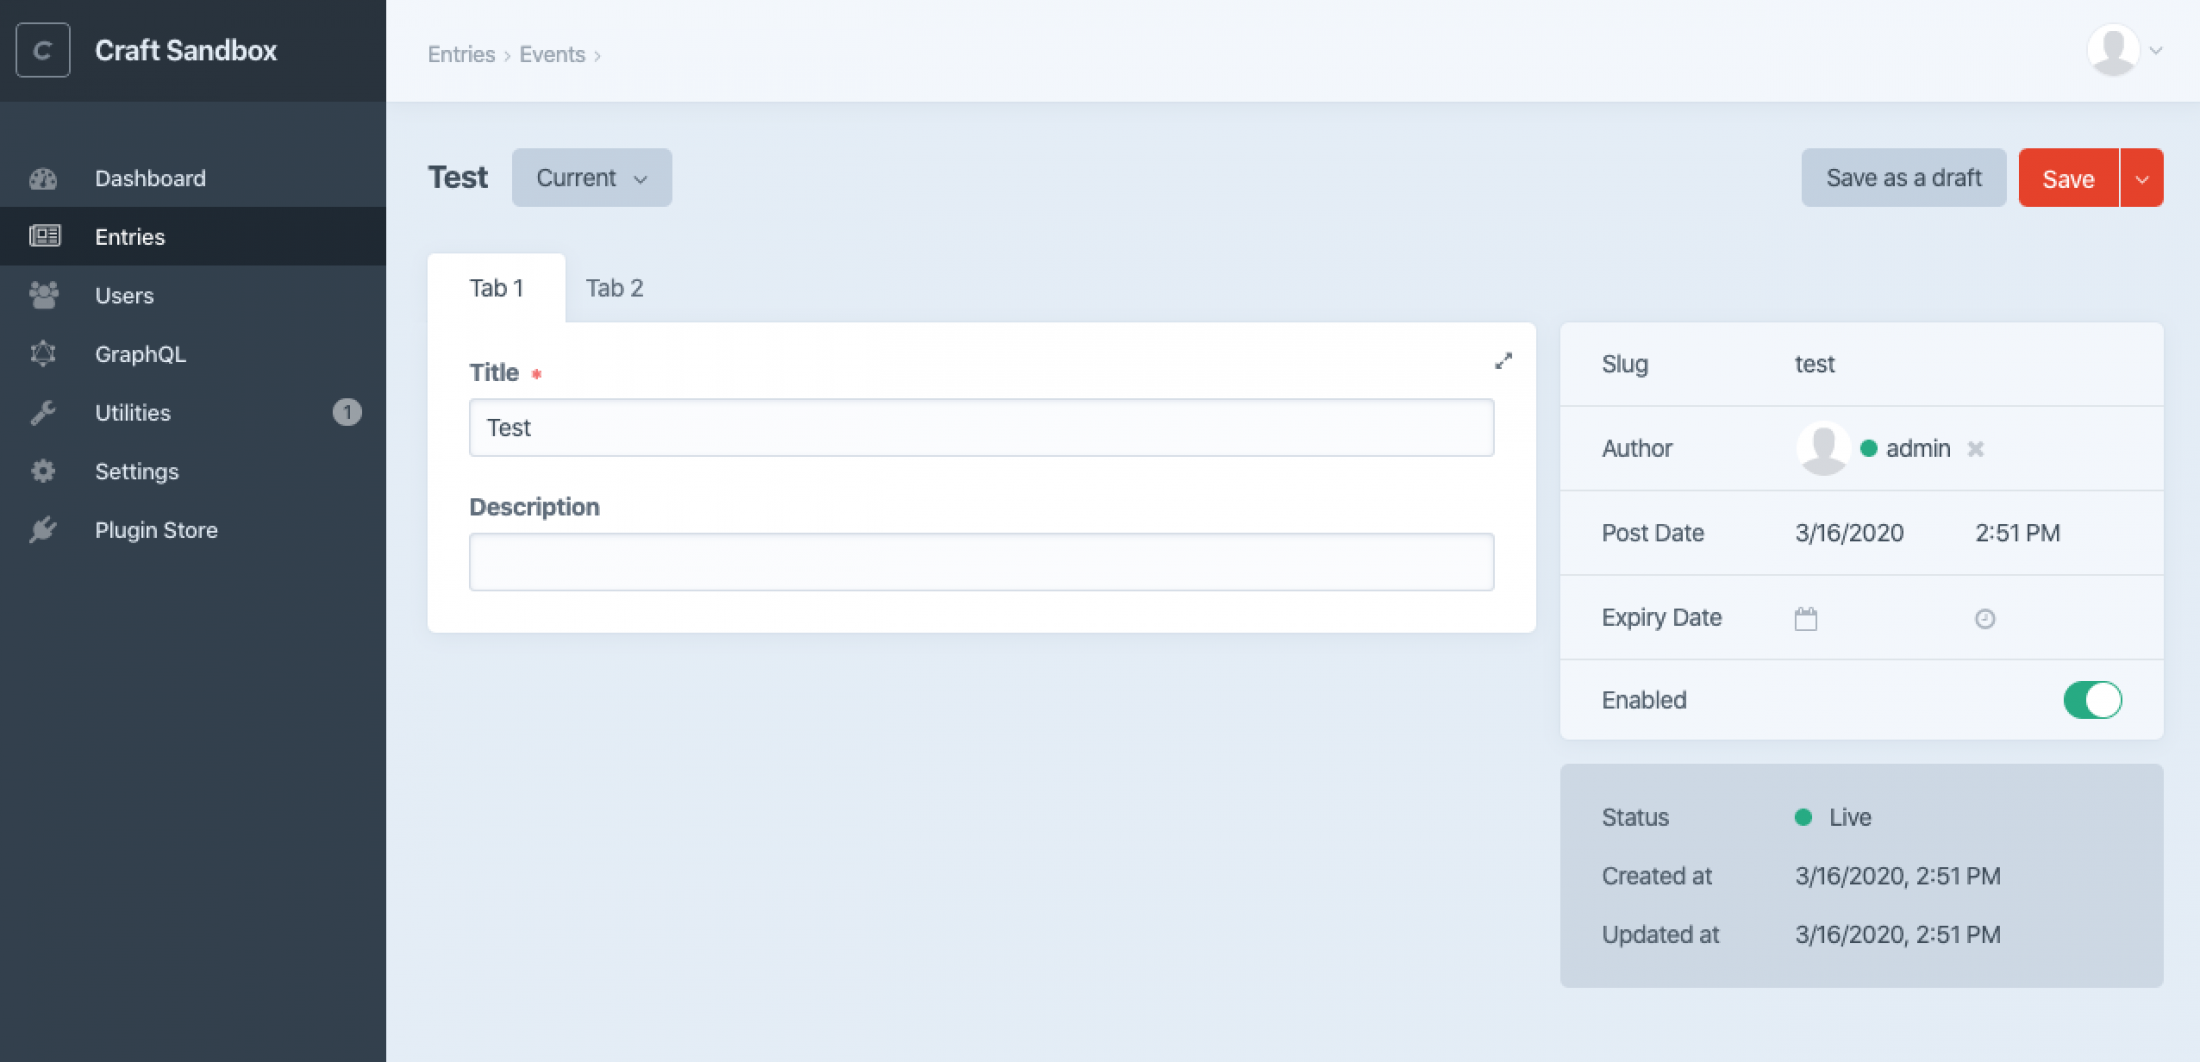 C
Craft Sandbox
Entries › Events ›
Dashboard
Entries
Users
GraphQL
Utilities 1
Settings
Plugin Store
Test Current
Save as a draft Save
Tab 1 Tab 2
Title *
Test
Description
Slug test
Author admin
Post Date 3/16/2020 2:51 PM
Expiry Date
Enabled
Status Live
Created at 3/16/2020, 2:51 PM
Updated at 3/16/2020, 2:51 PM